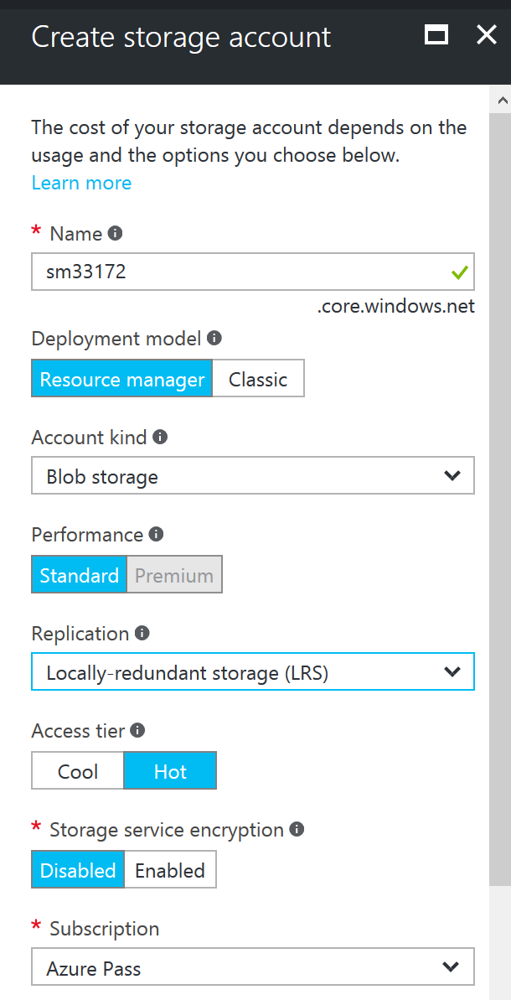 Create storage account
The cost of your storage account depends on the
usage and the options you choose below.
Learn more
* Name
sm33172
.core.windows.net
Deployment model
Resource manager Classic
Account kind
Blob storage
Performance
Standard Premium
Replication
Locally-redundant storage (LRS)
Access tier
Cool Hot
* Storage service encryption
Disabled Enabled
* Subscription
Azure Pass